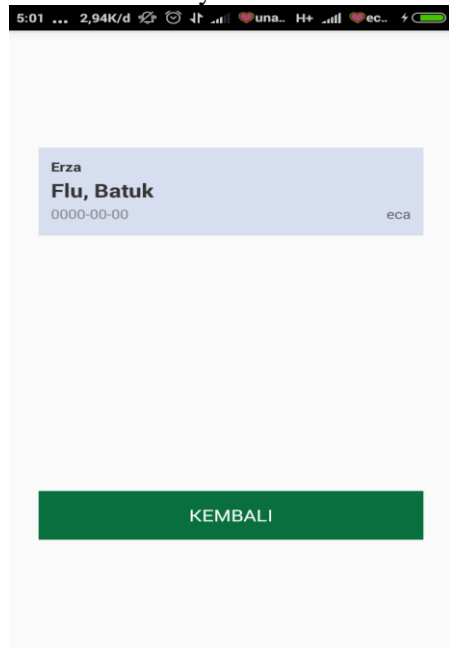 5:01 ... 2,94K/d una.. H+ ec..
Erza
Flu, Batuk
0000-00-00 eca
KEMBALI